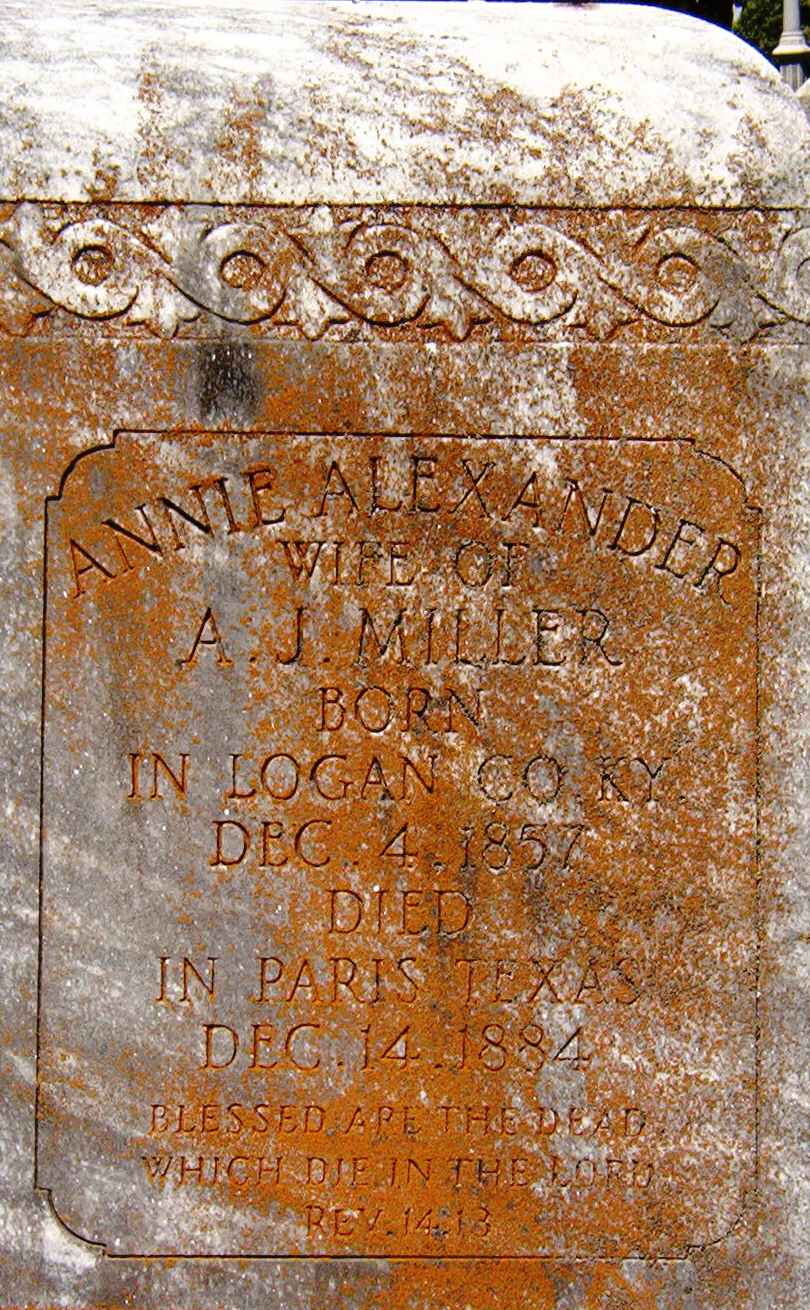 ANNIE ALEXANDER
WIFE OF
A. J. MILLER
BORN
IN LOGAN CO. KY.
DEC. 4. 1857
DIED
IN PARIS TEXAS
DEC. 14. 1884
BLESSED ARE THE DEAD,
WHICH DIE IN THE LORD
REV. 14.13